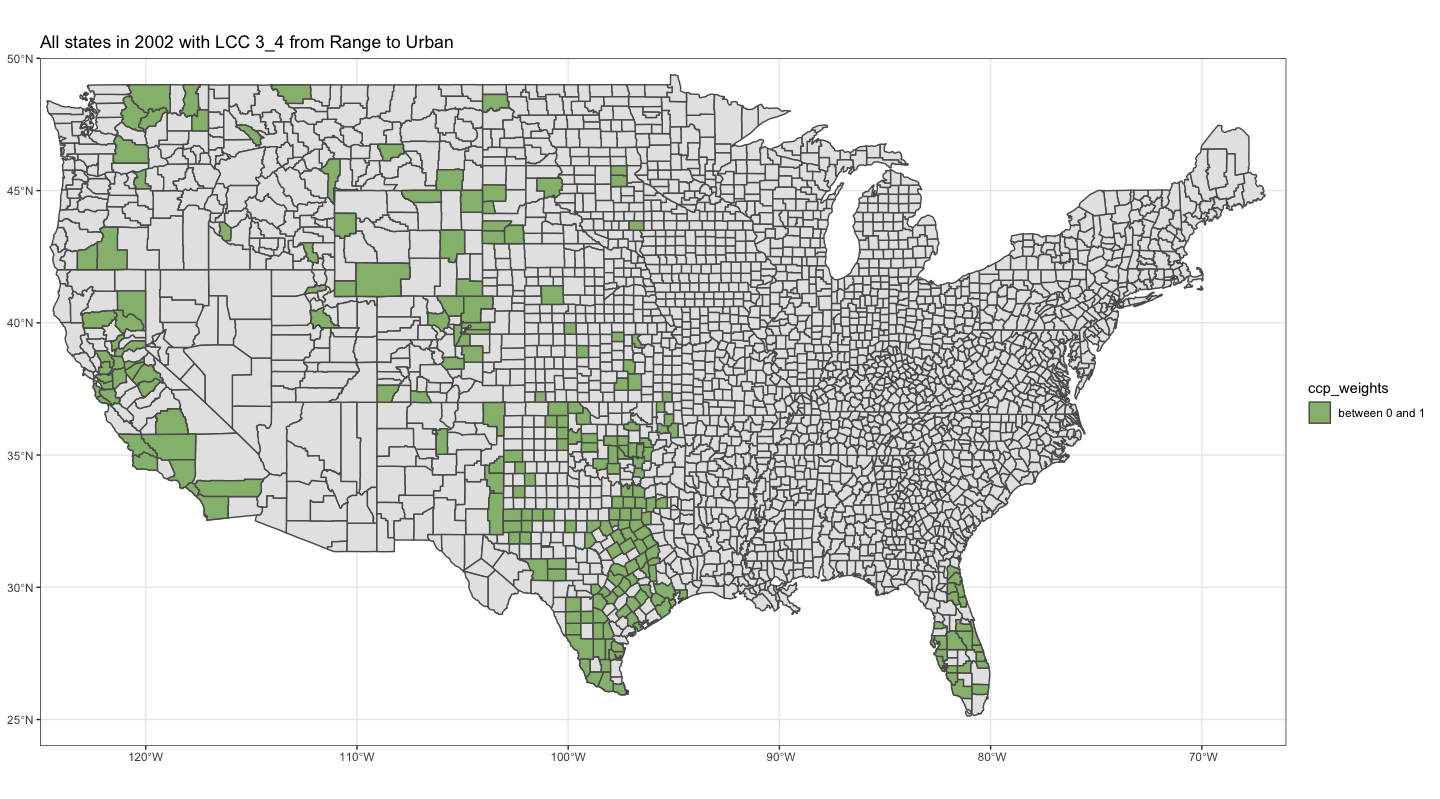 All states in 2002 with LCC 3_4 from Range to Urban
50°N
45°N
40°N
35°N
30°N
25°N
120°W
110°W
100°W
90°W
80°W
70°W
ccp_weights
between 0 and 1